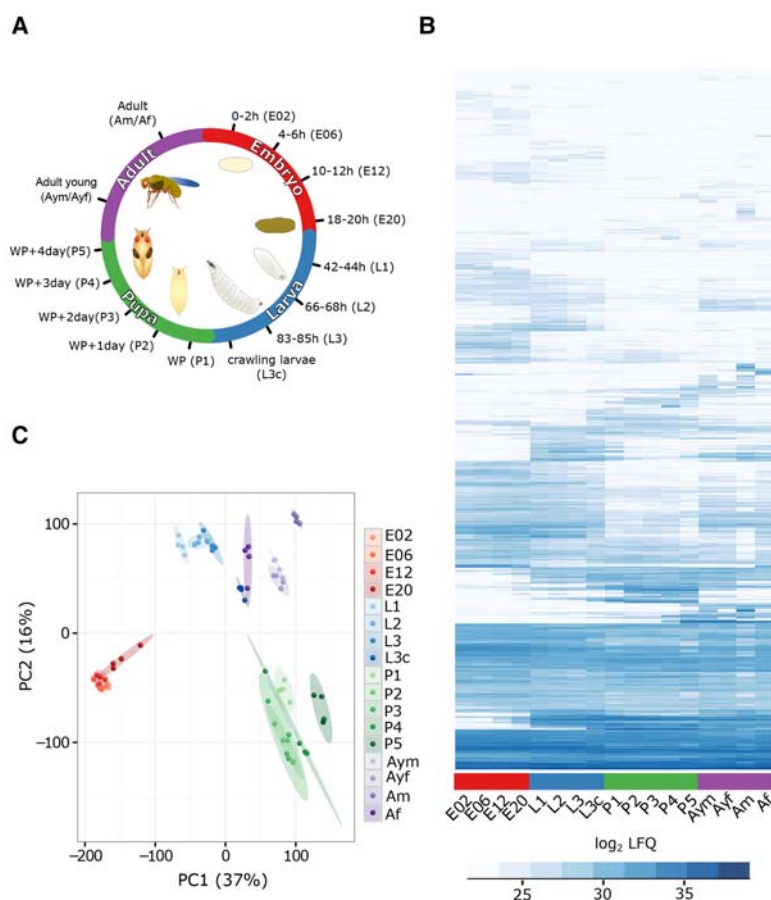 A
Adult
(Am/Af)
0-2h (E02)
4-6h (E06)
10-12h (E12)
18-20h (E20)
42-44h (L1)
66-68h (L2)
83-85h (L3)
crawling larvae
(L3c)
WP (P1)
WP+1day (P2)
WP+2day(P3)
WP+3day (P4)
WP+4day(P5)
Adult young
(Aym/Ayf)
Embryo
Larva
Pupa
Adult
B
E02
E06
E12
E20
L1
L2
L3
L3c
P1
P2
P3
P4
P5
Aym
Ayf
Am
Af
log₂ LFQ
25 30 35
C
100
0
−100
PC2 (16%)
−200 −100 0 100
PC1 (37%)
E02
E06
E12
E20
L1
L2
L3
L3c
P1
P2
P3
P4
P5
Aym
Ayf
Am
Af